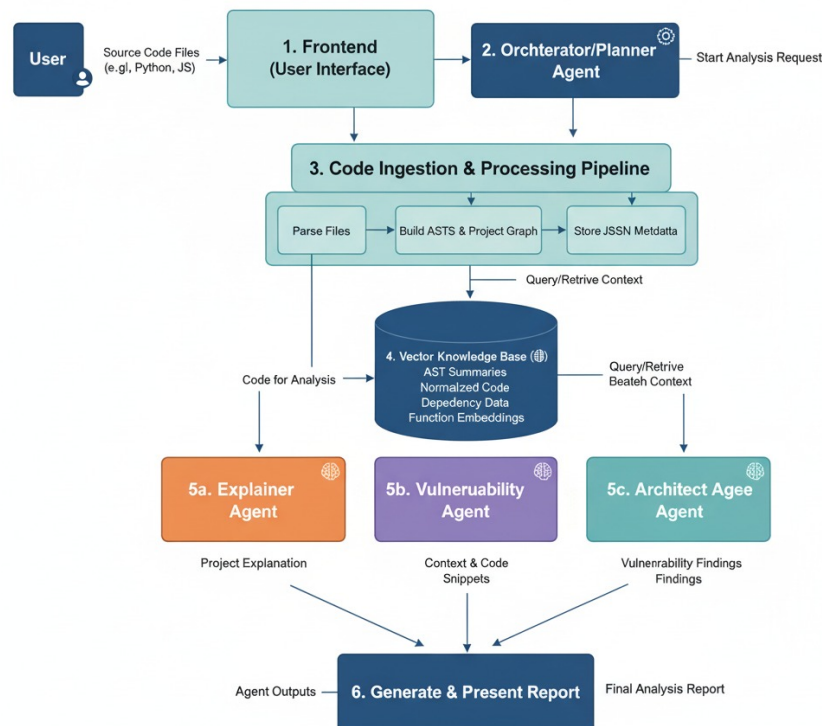 User
Source Code Files
(e.gl, Python, JS)
1. Frontend
(User Interface)
2. Orchterator/Planner
Agent
Start Analysis Request
3. Code Ingestion & Processing Pipeline
Parse Files
Build ASTS & Project Graph
Store JSSN Metdatta
Query/Retrive Context
4. Vector Knowledge Base
AST Summaries
Normalzed Code
Depedency Data
Function Embeddings
Code for Analysis
Query/Retrive
Beateh Context
5a. Explainer
Agent
5b. Vulneruability
Agent
5c. Architect Agee
Agent
Project Explanation
Context & Code
Snippets
Vulnenrability Findings
Findings
Agent Outputs
6. Generate & Present Report
Final Analysis Report